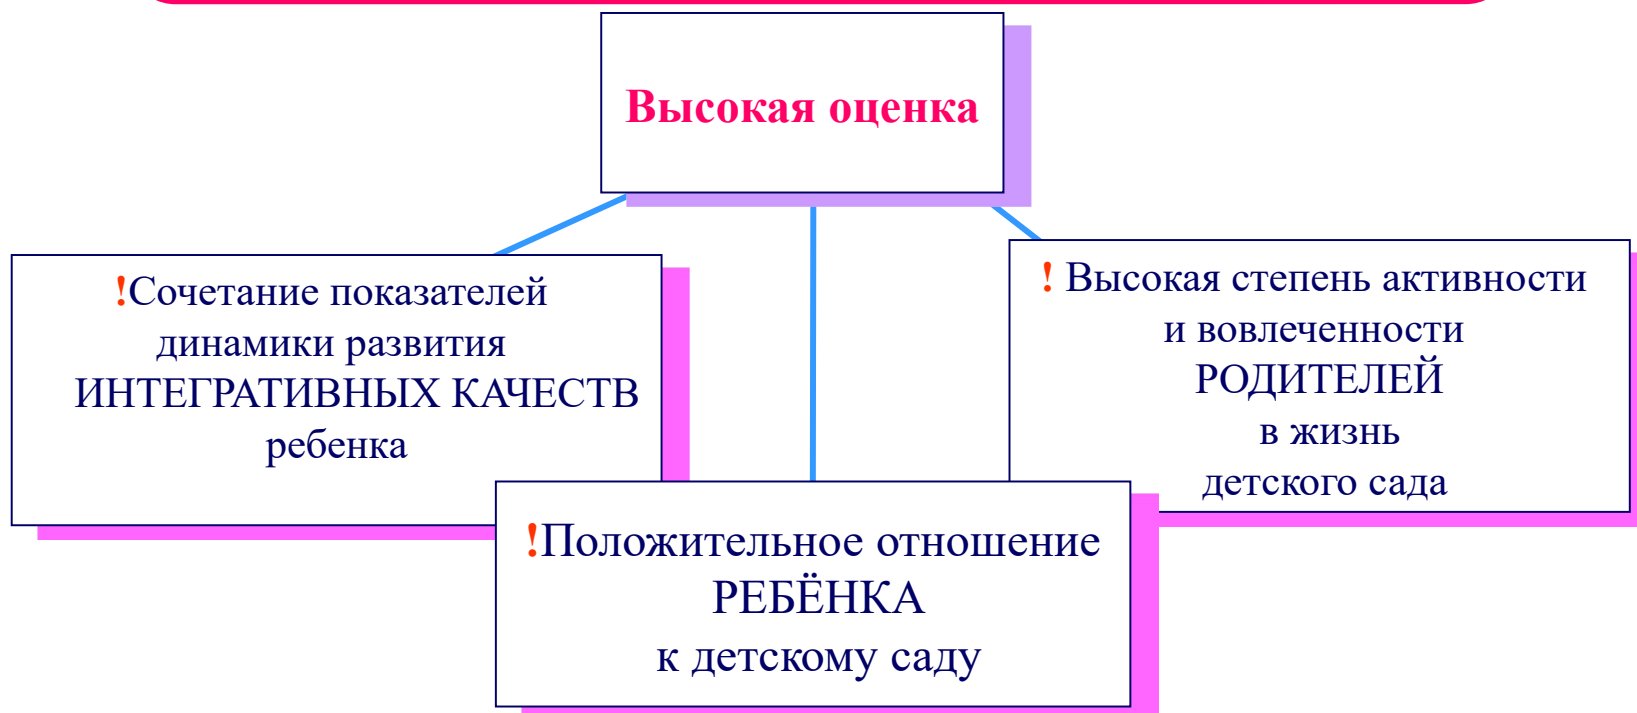 Высокая оценка
!Сочетание показателей
динамики развития
ИНТЕГРАТИВНЫХ КАЧЕСТВ
ребенка
! Высокая степень активности
и вовлеченности
РОДИТЕЛЕЙ
в жизнь
детского сада
!Положительное отношение
РЕБЁНКА
к детскому саду